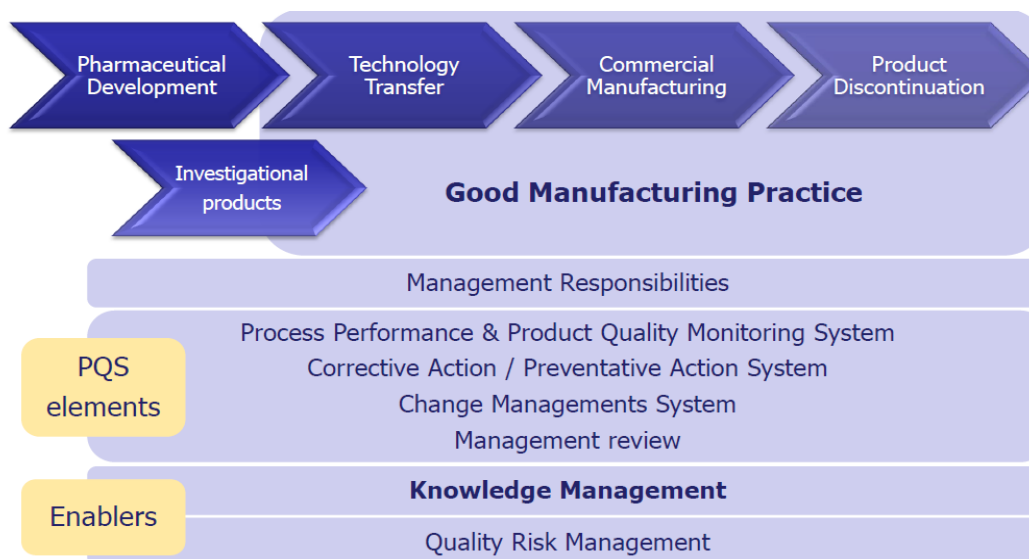 Pharmaceutical
Development
Technology
Transfer
Commercial
Manufacturing
Product
Discontinuation
Investigational
products
Good Manufacturing Practice
Management Responsibilities
PQS
elements
Process Performance & Product Quality Monitoring System
Corrective Action / Preventative Action System
Change Managements System
Management review
Enablers
Knowledge Management
Quality Risk Management